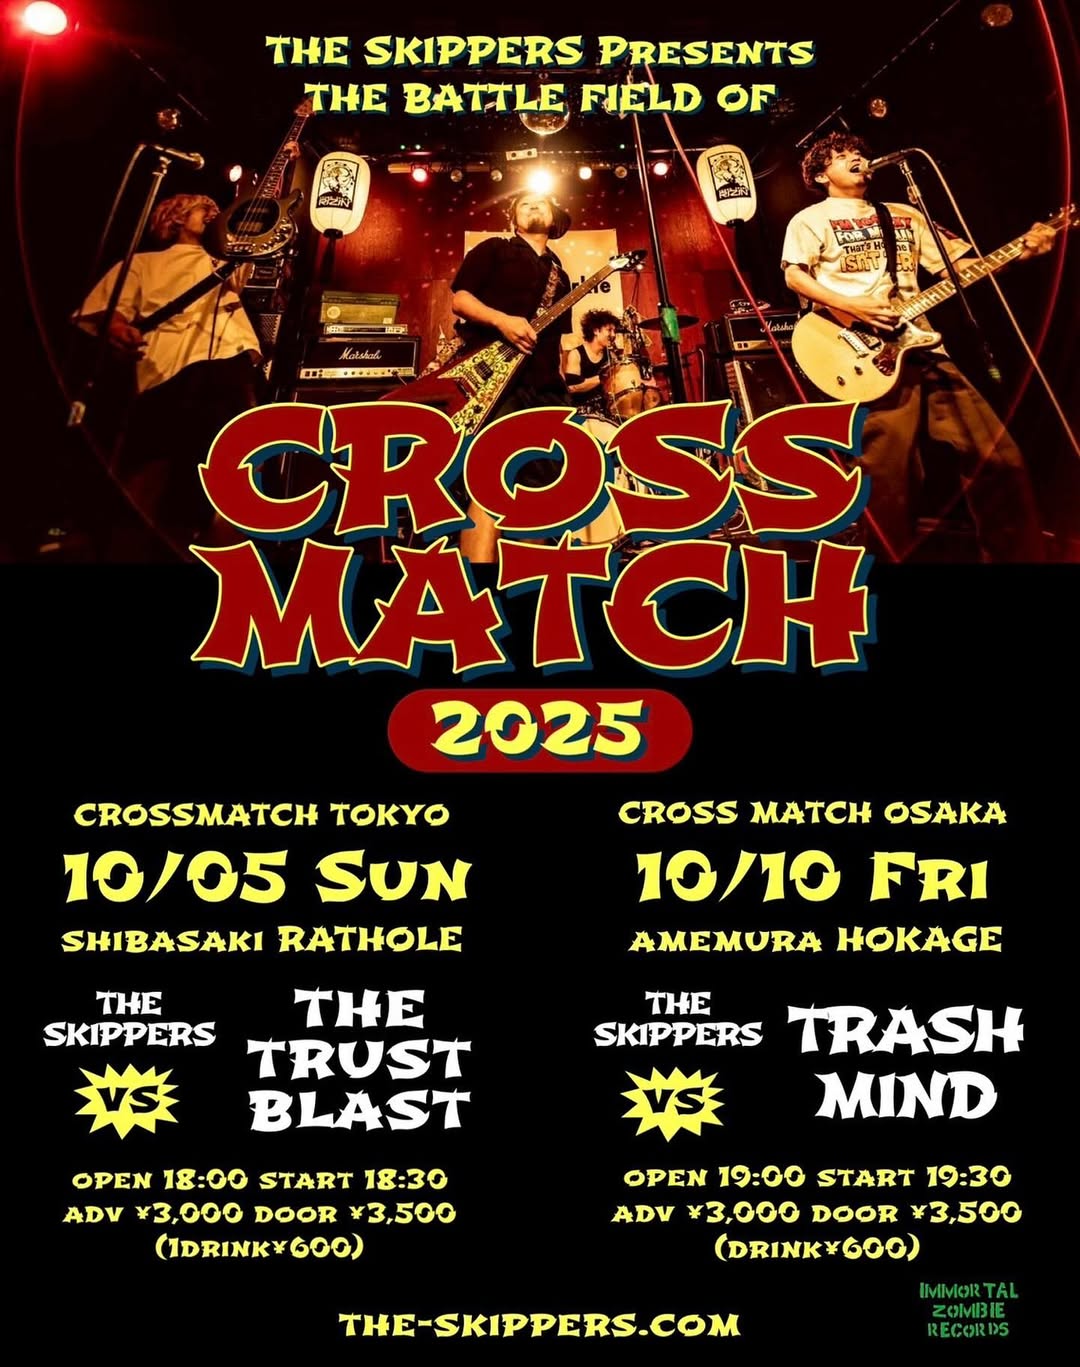 THE SKIPPERS PRESENTS
THE BATTLE FIELD OF
Marshall
Marshall
CROSS
MATCH
2025
CROSSMATCH TOKYO
10/05 SUN
SHIBASAKI RATHOLE
THE
SKIPPERS
VS
THE
TRUST
BLAST
OPEN 18:00 START 18:30
ADV ¥3,000 DOOR ¥3,500
(1DRINK¥600)
CROSS MATCH OSAKA
10/10 FRI
AMEMURA HOKAGE
THE
SKIPPERS
VS
TRASH
MIND
OPEN 19:00 START 19:30
ADV ¥3,000 DOOR ¥3,500
(DRINK¥600)
THE-SKIPPERS.COM
IMMORTAL
ZOMBIE
RECORDS